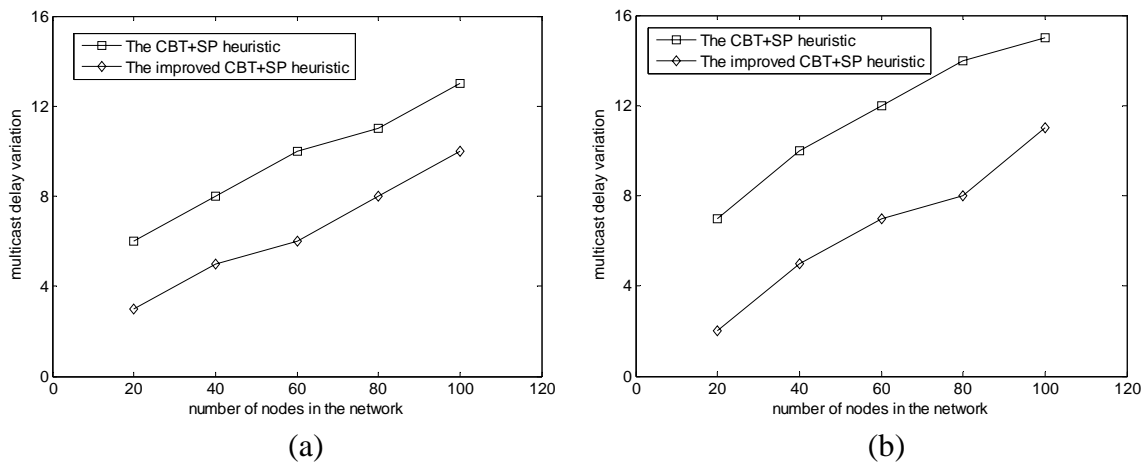 16
12
8
4
0
multicast delay variation
The CBT+SP heuristic
The improved CBT+SP heuristic
0 20 40 60 80 100 120
number of nodes in the network
(a)
16
12
8
4
0
multicast delay variation
The CBT+SP heuristic
The improved CBT+SP heuristic
0 20 40 60 80 100 120
number of nodes in the network
(b)